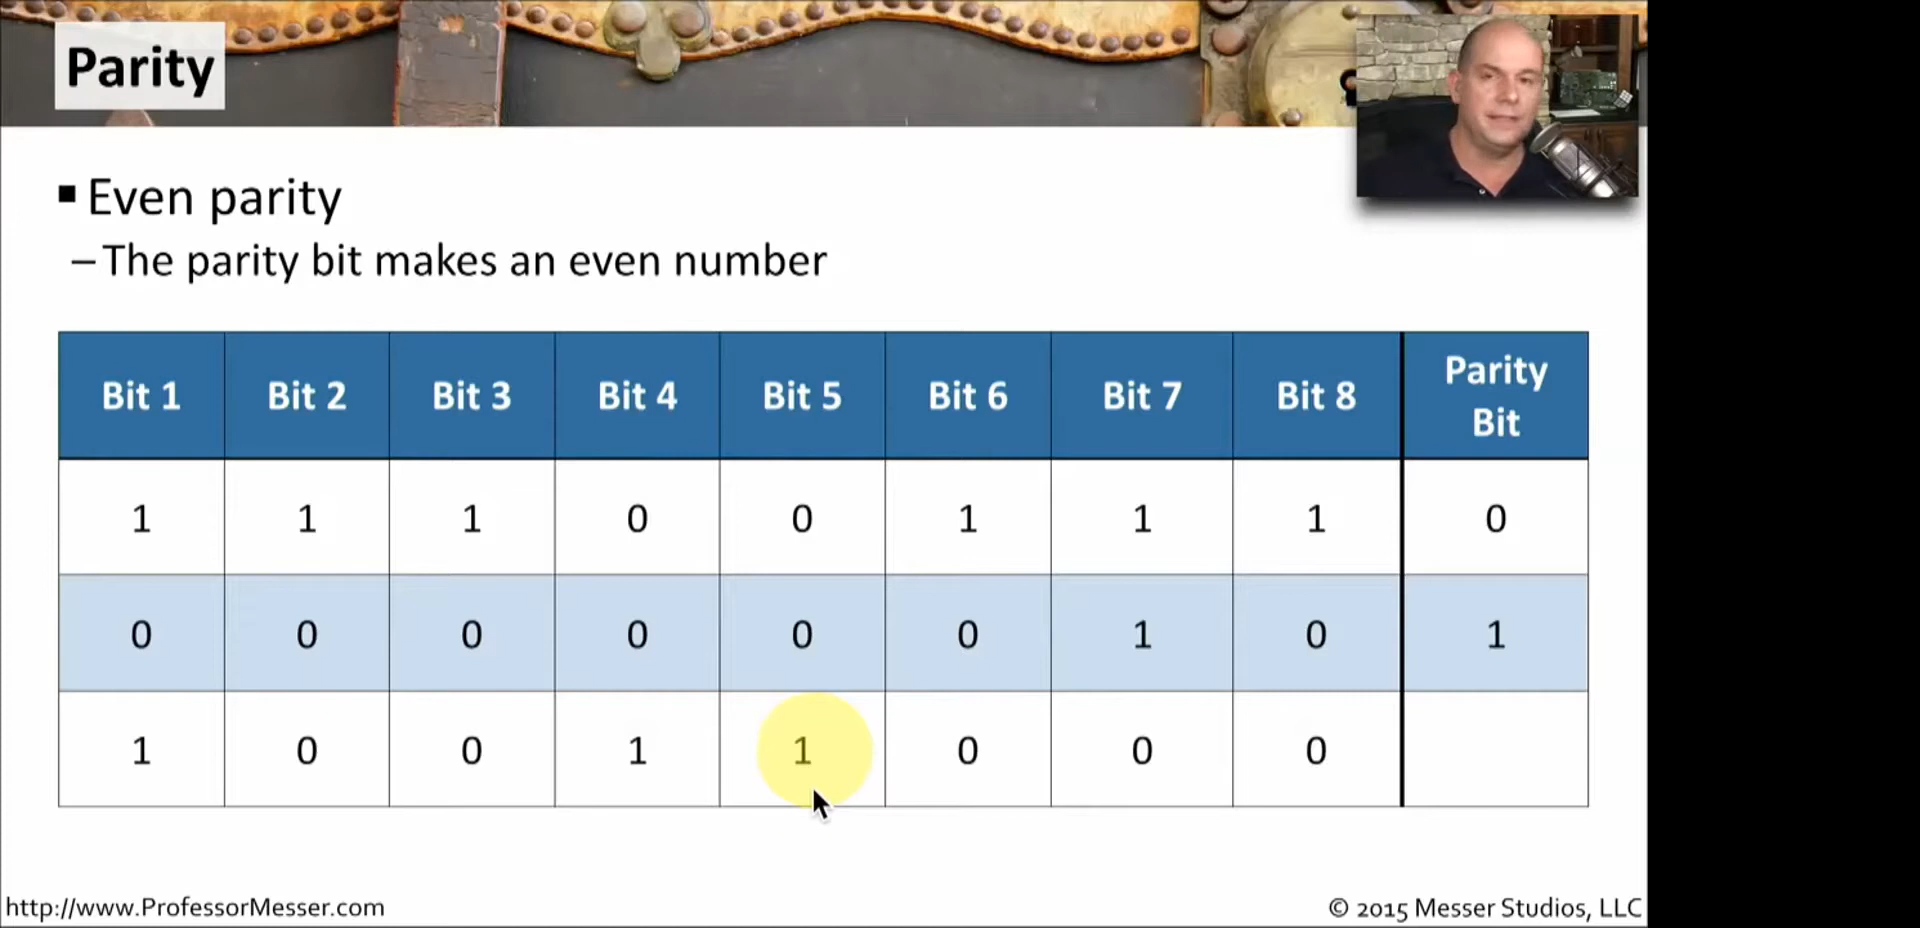 Parity
▪ Even parity
– The parity bit makes an even number
Bit 1 Bit 2 Bit 3 Bit 4 Bit 5 Bit 6 Bit 7 Bit 8 Parity Bit
1 1 1 0 0 1 1 1 0
0 0 0 0 0 0 1 0 1
1 0 0 1 1 0 0 0
http://www.ProfessorMesser.com
© 2015 Messer Studios, LLC